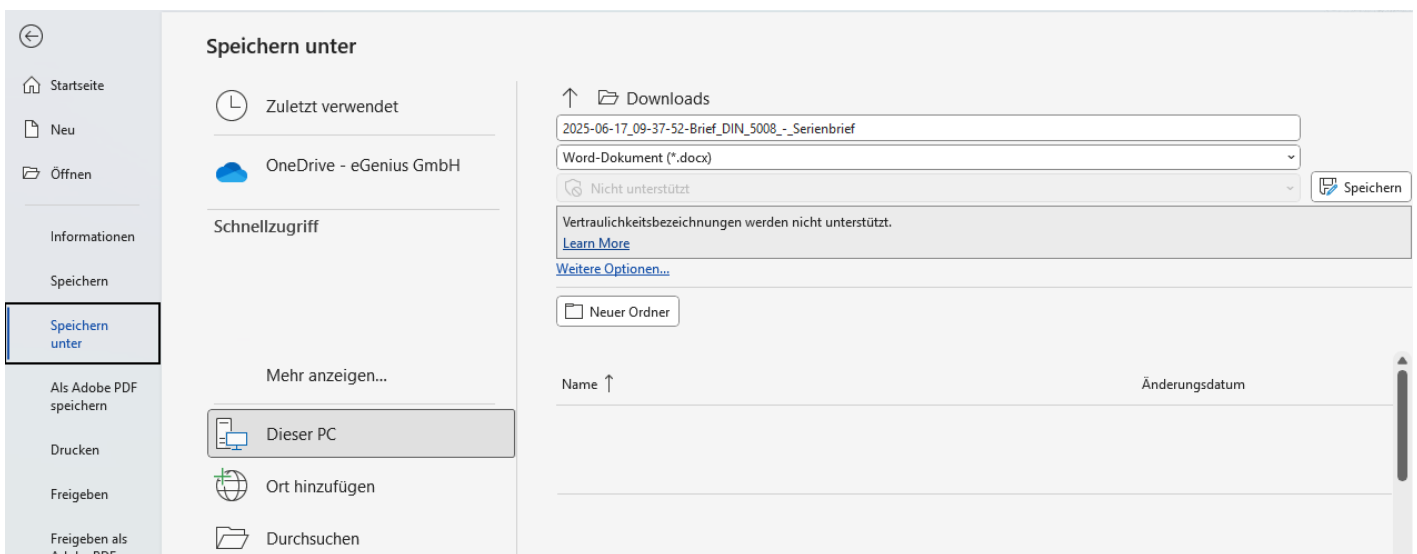 Speichern unter
Startseite
Neu
Öffnen
Informationen
Speichern
Speichern
unter
Als Adobe PDF
speichern
Drucken
Freigeben
Freigeben als
Zuletzt verwendet
OneDrive - eGenius GmbH
Schnellzugriff
Mehr anzeigen...
Dieser PC
Ort hinzufügen
Durchsuchen
Downloads
2025-06-17_09-37-52-Brief_DIN_5008_-_Serienbrief
Word-Dokument (*.docx)
Nicht unterstützt
Speichern
Vertraulichkeitsbezeichnungen werden nicht unterstützt.
Learn More
Weitere Optionen...
Neuer Ordner
Name ↑ Änderungsdatum